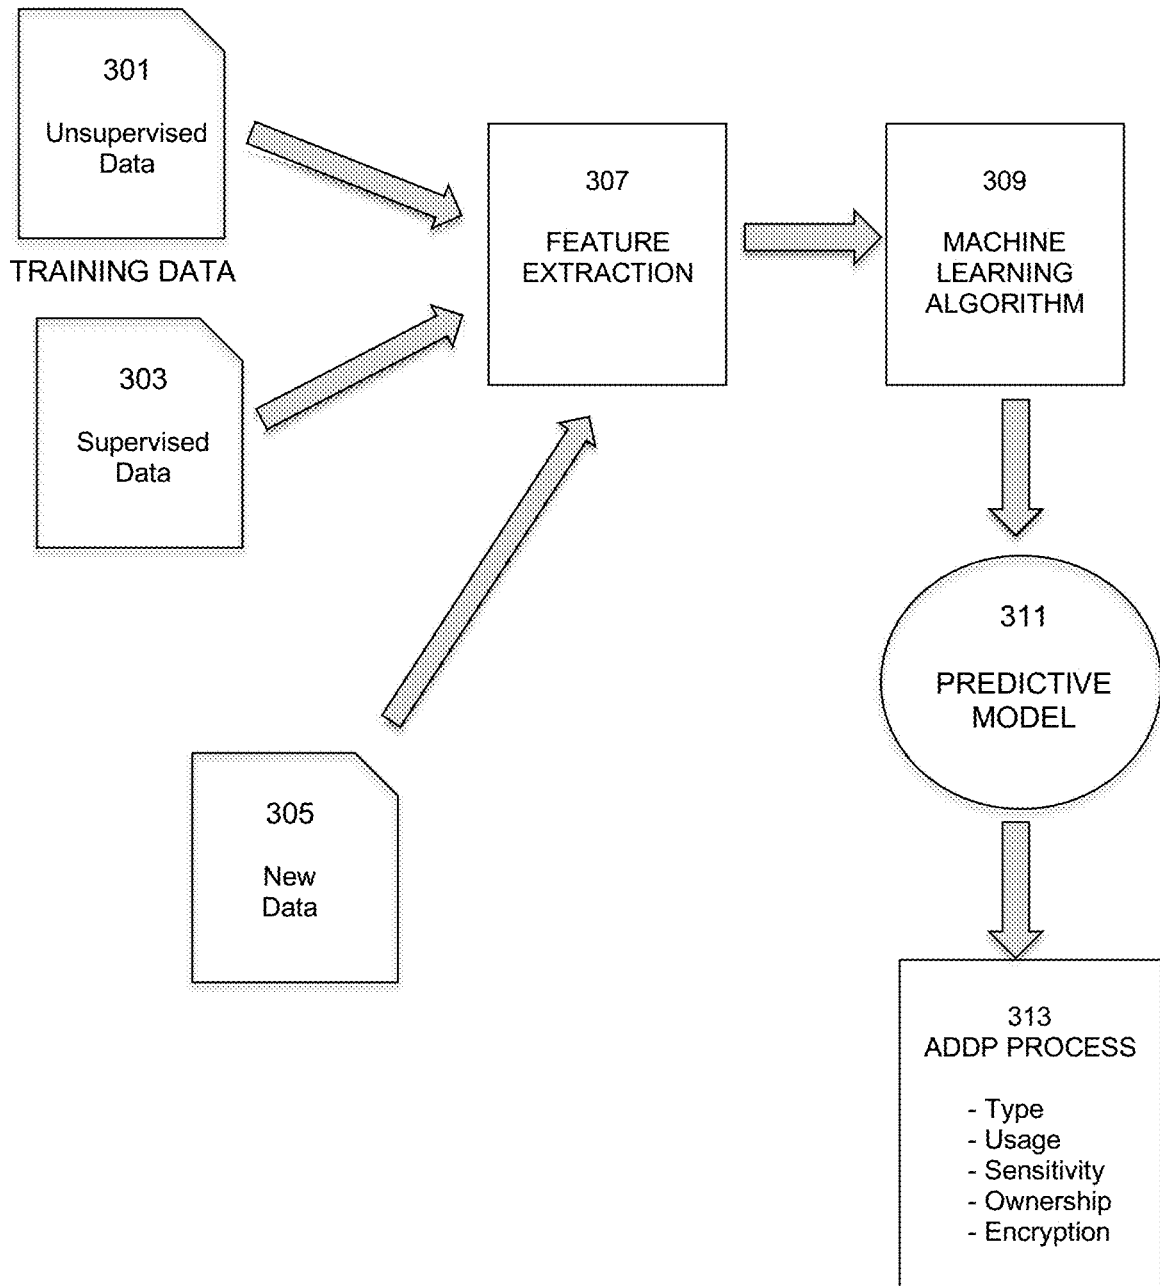 301
Unsupervised
Data
TRAINING DATA
303
Supervised
Data
305
New
Data
307
FEATURE
EXTRACTION
309
MACHINE
LEARNING
ALGORITHM
311
PREDICTIVE
MODEL
313
ADDP PROCESS
- Type
- Usage
- Sensitivity
- Ownership
- Encryption